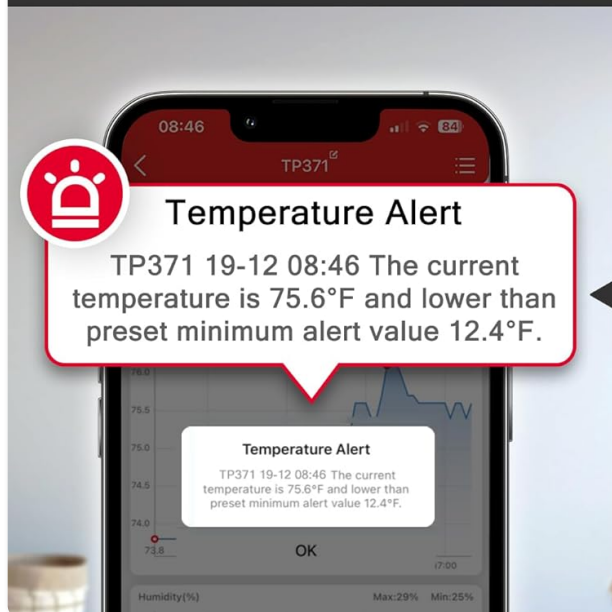 08:46
84
TP371
Temperature Alert
TP371 19-12 08:46 The current
temperature is 75.6°F and lower than
preset minimum alert value 12.4°F.
76.0
75.5
75.0
74.5
74.0
73.8
Temperature Alert
TP371 19-12 08:46 The current
temperature is 75.6°F and lower than
preset minimum alert value 12.4°F.
OK
17:00
Humidity(%) Max:29% Min:25%